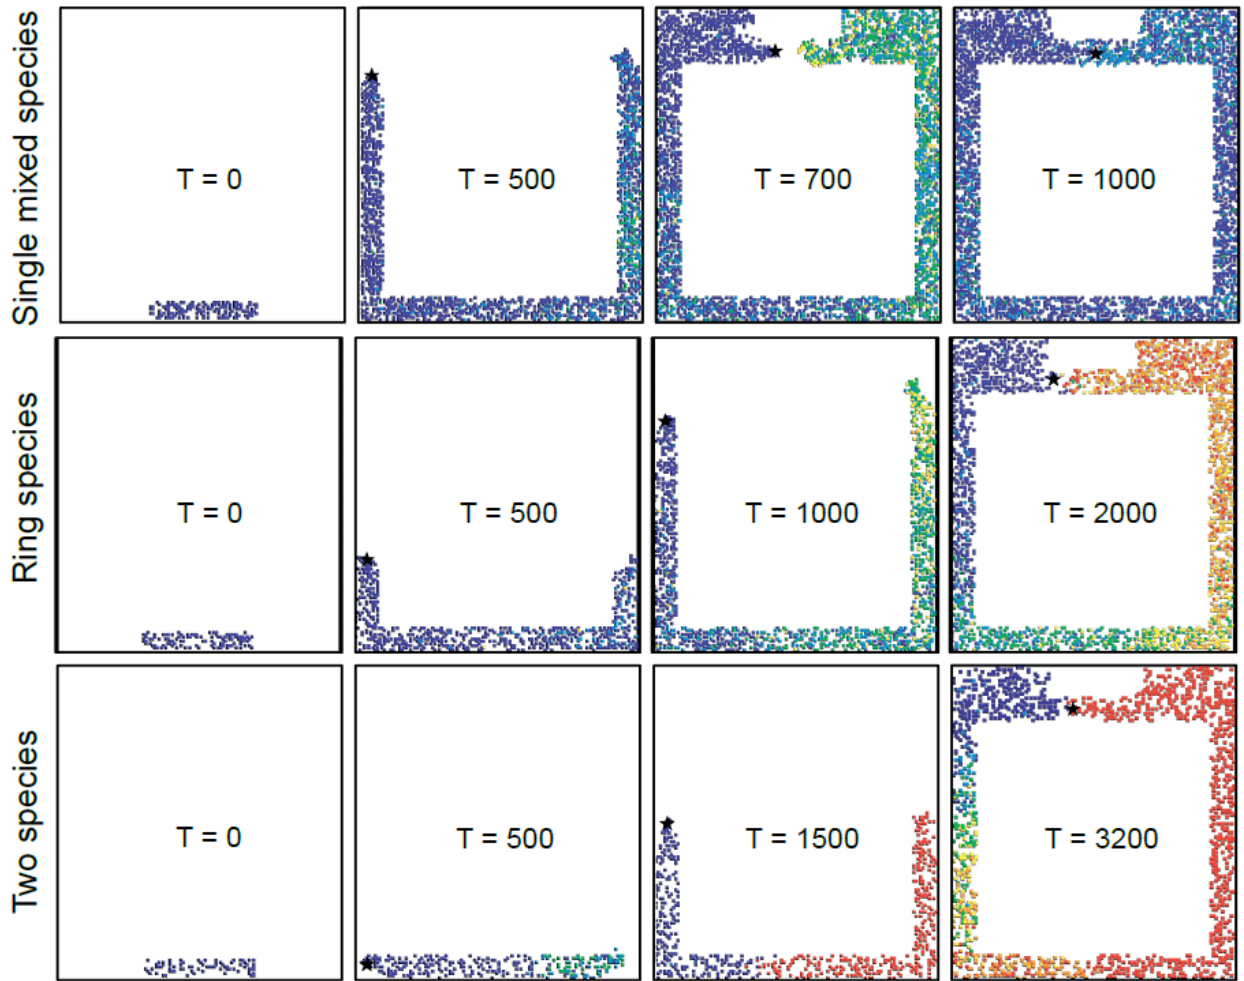 Single mixed species
T = 0
T = 500
T = 700
T = 1000
Ring species
T = 0
T = 500
T = 1000
T = 2000
Two species
T = 0
T = 500
T = 1500
T = 3200